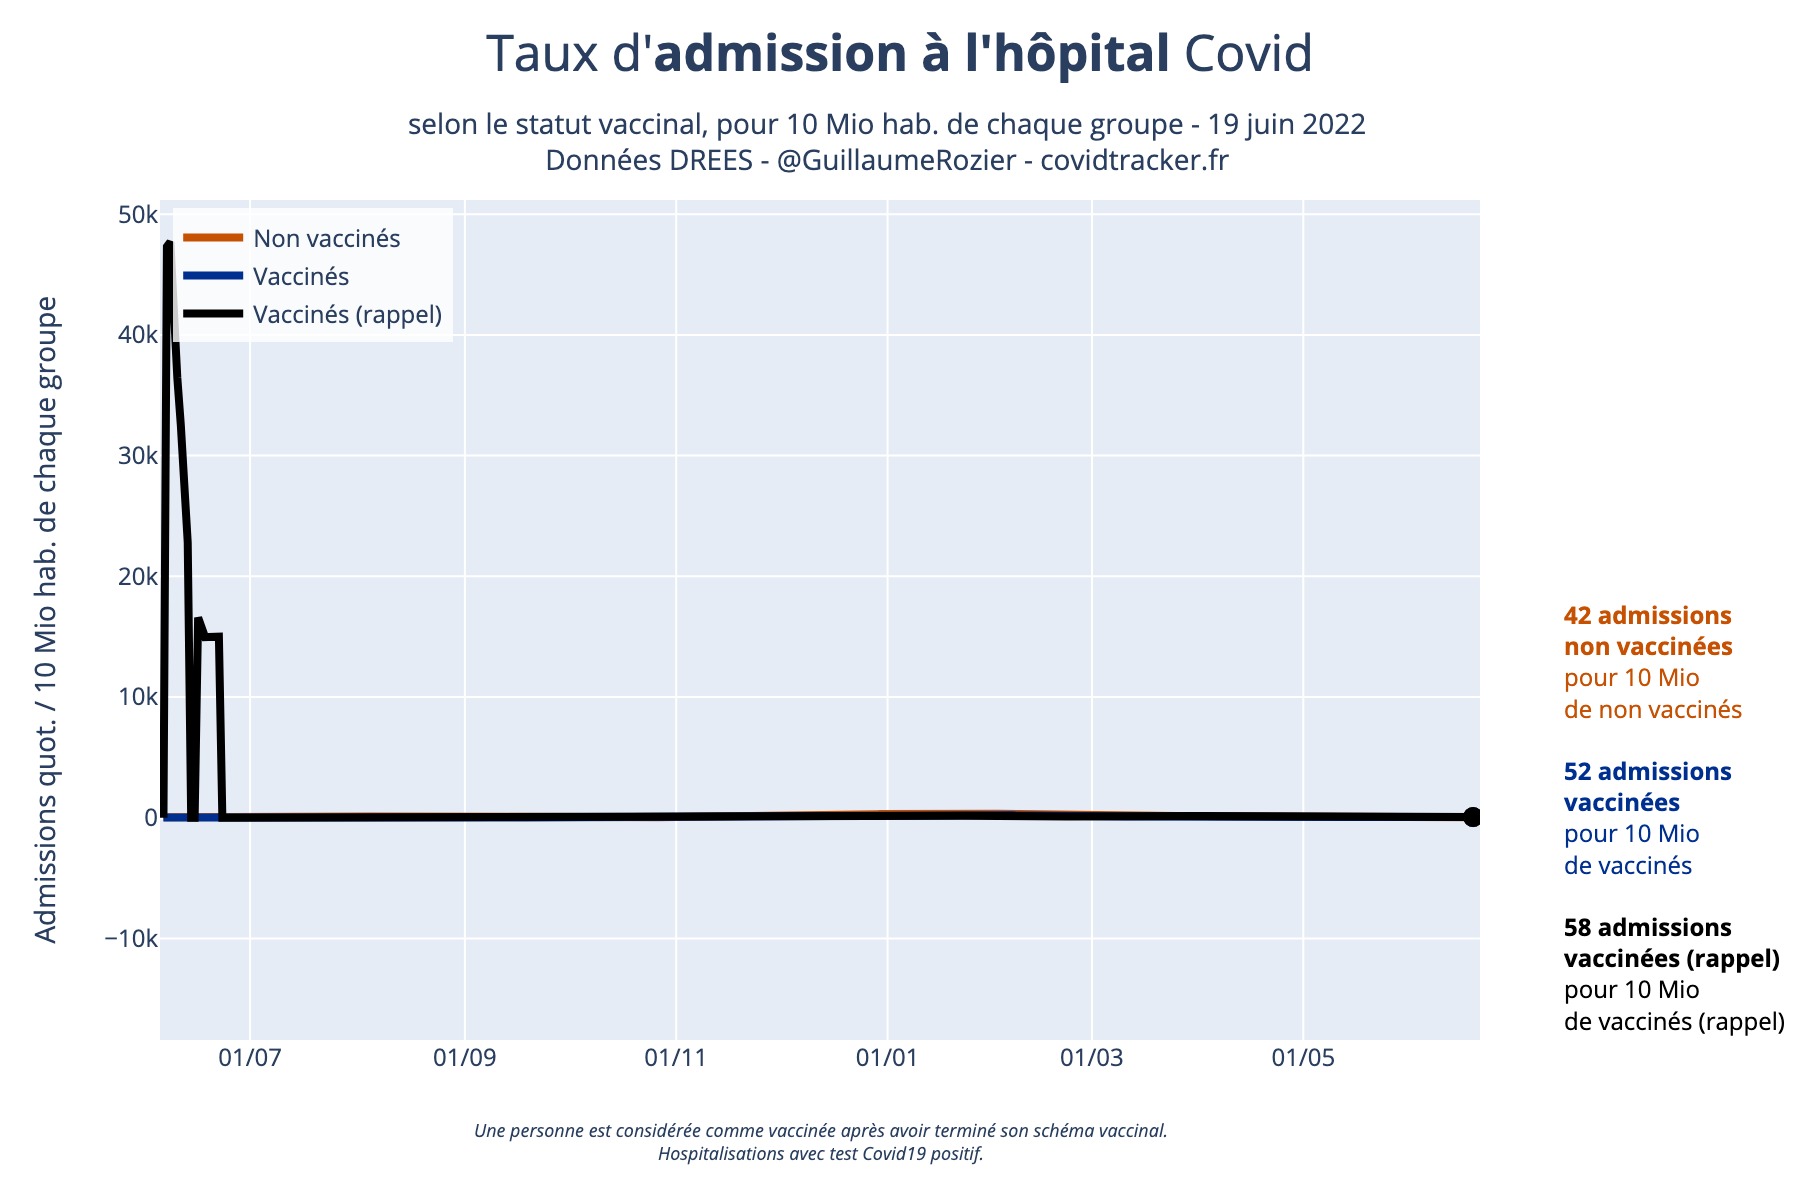 Taux d'admission à l'hôpital Covid
selon le statut vaccinal, pour 10 Mio hab. de chaque groupe - 19 juin 2022
Données DREES - @GuillaumeRozier - covidtracker.fr
Admissions quot. / 10 Mio hab. de chaque groupe
50k
40k
30k
20k
10k
0
−10k
Non vaccinés
Vaccinés
Vaccinés (rappel)
01/07
01/09
01/11
01/01
01/03
01/05
42 admissions
non vaccinées
pour 10 Mio
de non vaccinés
52 admissions
vaccinées
pour 10 Mio
de vaccinés
58 admissions
vaccinées (rappel)
pour 10 Mio
de vaccinés (rappel)
Une personne est considérée comme vaccinée après avoir terminé son schéma vaccinal.
Hospitalisations avec test Covid19 positif.